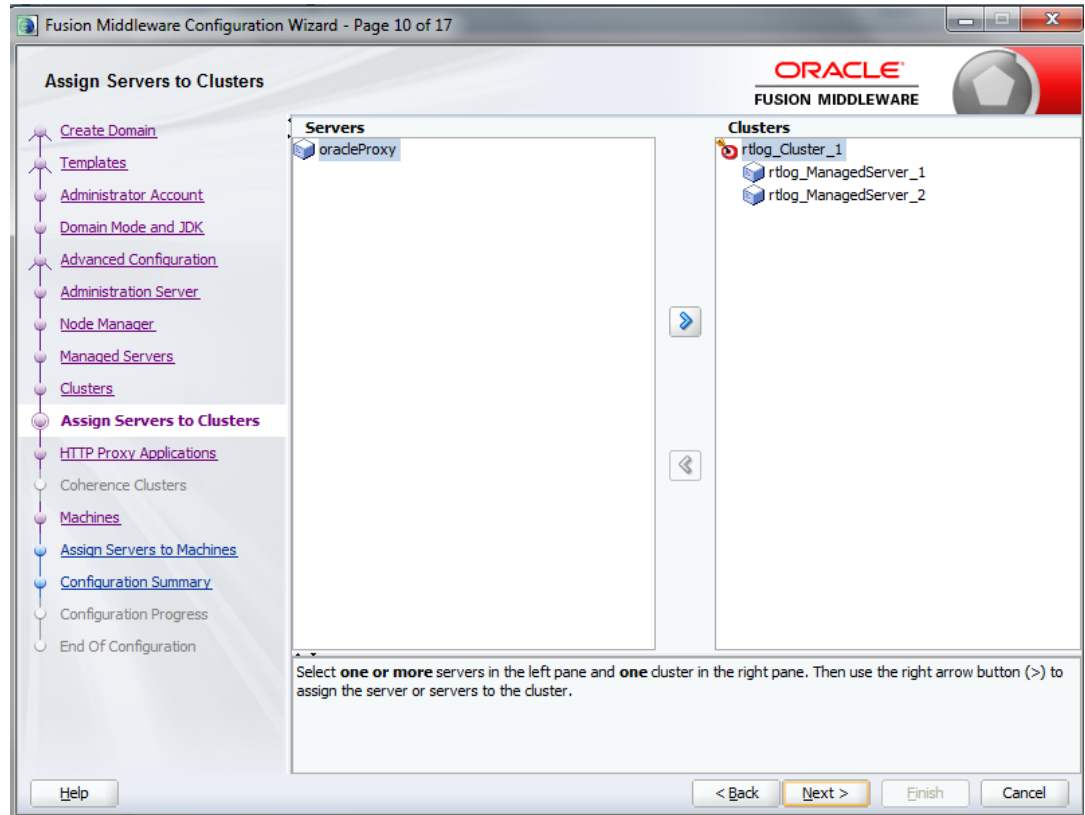 Fusion Middleware Configuration Wizard - Page 10 of 17
Assign Servers to Clusters
ORACLE
FUSION MIDDLEWARE
Create Domain
Templates
Administrator Account
Domain Mode and JDK
Advanced Configuration
Administration Server
Node Manager
Managed Servers
Clusters
Assign Servers to Clusters
HTTP Proxy Applications
Coherence Clusters
Machines
Assign Servers to Machines
Configuration Summary
Configuration Progress
End Of Configuration
Servers
oracleProxy
Clusters
rtlog_Cluster_1
rtlog_ManagedServer_1
rtlog_ManagedServer_2
Select one or more servers in the left pane and one cluster in the right pane. Then use the right arrow button (>) to
assign the server or servers to the cluster.
Help
< Back
Next >
Finish
Cancel